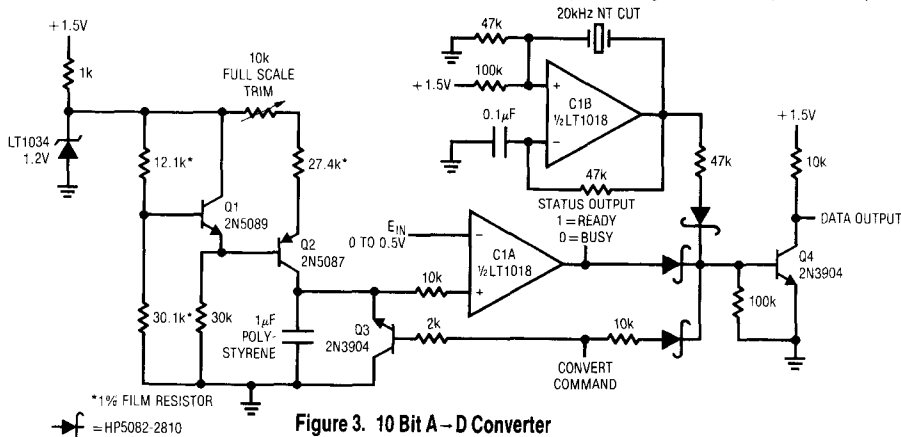 +1.5V
1k
LT1034
1.2V
10k
FULL SCALE
TRIM
12.1k*
27.4k*
Q1
2N5089
Q2
2N5087
30.1k*
30k
1µF
POLY-
STYRENE
Q3
2N3904
2k
10k
EIN
0 TO 0.5V
−
+
C1A
½LT1018
47k
20kHz NT CUT
100k
+1.5V
+
−
C1B
½LT1018
0.1µF
47k
STATUS OUTPUT
1 = READY
0 = BUSY
47k
+1.5V
10k
DATA OUTPUT
Q4
2N3904
100k
10k
CONVERT
COMMAND
*1% FILM RESISTOR
= HP5082-2810
Figure 3. 10 Bit A→D Converter